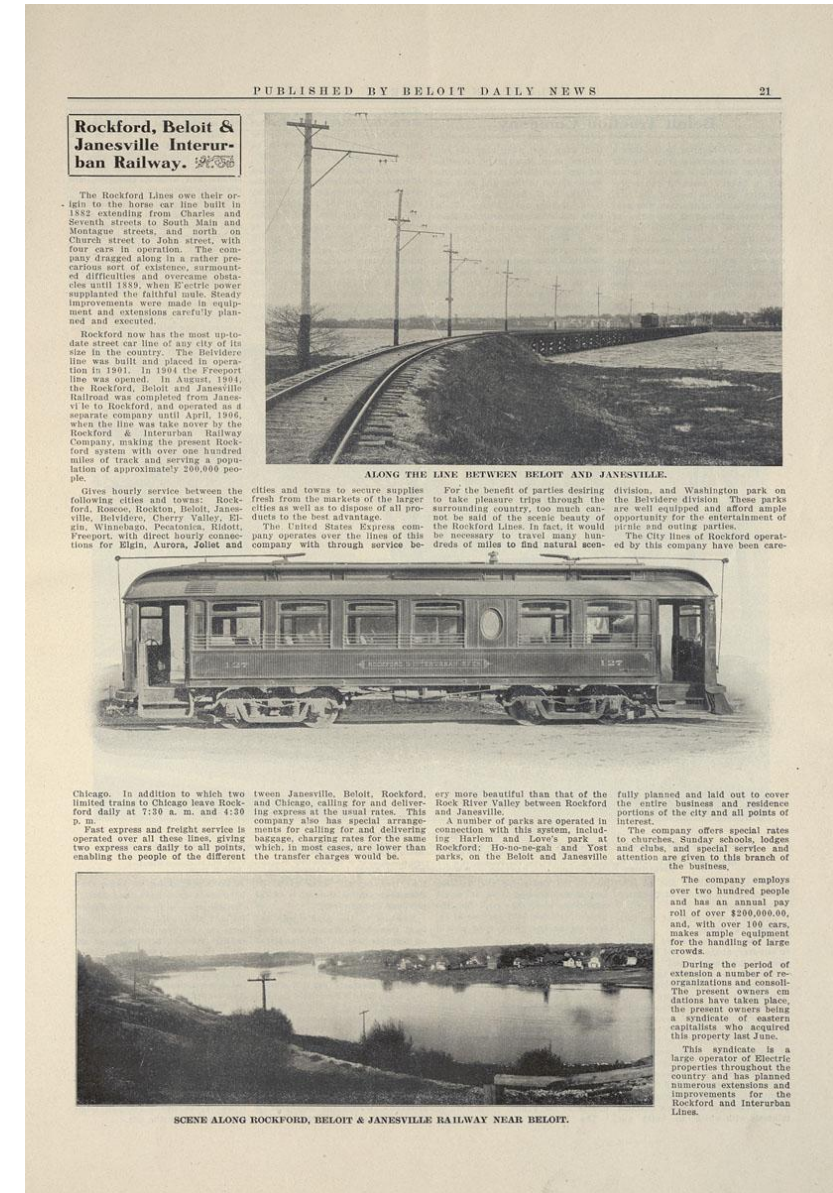 PUBLISHED BY BELOIT DAILY NEWS 21
Rockford, Beloit &
Janesville Interur-
ban Railway.
The Rockford Lines owe their or-
igin to the horse car line built in
1882 extending from Charles and
Seventh streets to South Main and
Montague streets, and north on
Church street to John street, with
four cars in operation. The com-
pany dragged along in a rather pre-
carious sort of existence, surmount-
ed difficulties and overcame obsta-
cles until 1889, when E'ectric power
supplanted the faithful mule. Steady
improvements were made in equip-
ment and extensions carefu'ly plan-
ned and executed.
Rockford now has the most up-to-
date street car line of any city of its
size in the country. The Belvidere
line was built and placed in opera-
tion in 1901. In 1904 the Freeport
line was opened. In August, 1904,
the Rockford, Beloit and Janesville
Railroad was completed from Janes-
vi le to Rockford, and operated as a
separate company until April, 1906,
when the line was take nover by the
Rockford & Interurban Railway
Company, making the present Rock-
ford system with over one hundred
miles of track and serving a popu-
lation of approximately 200,000 peo-
ple.
ALONG THE LINE BETWEEN BELOIT AND JANESVILLE.
Gives hourly service between the
following cities and towns: Rock-
ford, Roscoe, Rockton, Beloit, Janes-
ville, Belvidere, Cherry Valley, El-
gin, Winnebago, Pecatonica, Ridott,
Freeport, with direct hourly connec-
tions for Elgin, Aurora, Joliet and
cities and towns to secure supplies
fresh from the markets of the larger
cities as well as to dispose of all pro-
ducts to the best advantage.
The United States Express com-
pany operates over the lines of this
company with through service be-
For the benefit of parties desiring
to take pleasure trips through the
surrounding country, too much can-
not be said of the scenic beauty of
the Rockford Lines. In fact, it would
be necessary to travel many hun-
dreds of miles to find natural scen-
division, and Washington park on
the Belvidere division These parks
are well equipped and afford ample
opportunity for the entertainment of
picnic and outing parties.
The City lines of Rockford operat-
ed by this company have been care-
127 ROCKFORD & INTERURBAN RY. CO. 127
Chicago. In addition to which two
limited trains to Chicago leave Rock-
ford daily at 7:30 a. m. and 4:30
p. m.
Fast express and freight service is
operated over all these lines, giving
two express cars daily to all points,
enabling the people of the different
tween Janesville, Beloit, Rockford,
and Chicago, calling for and deliver-
ing express at the usual rates. This
company also has special arrange-
ments for calling for and delivering
baggage, charging rates for the same
which, in most cases, are lower than
the transfer charges would be.
ery more beautiful than that of the
Rock River Valley between Rockford
and Janesville.
A number of parks are operated in
connection with this system, includ-
ing Harlem and Love's park at
Rockford; Ho-no-ne-gah and Yost
parks, on the Beloit and Janesville
fully planned and laid out to cover
the entire business and residence
portions of the city and all points of
interest.
The company offers special rates
to churches, Sunday schools, lodges
and clubs, and special service and
attention are given to this branch of
the business,
The company employs
over two hundred people
and has an annual pay
roll of over $200,000.00,
and, with over 100 cars,
makes ample equipment
for the handling of large
crowds.
During the period of
extension a number of re-
organizations and consoli-
The present owners em
dations have taken place,
the present owners being
a syndicate of eastern
capitalists who acquired
this property last June.
This syndicate is a
large operator of Electric
properties throughout the
country and has planned
numerous extensions and
improvements for the
Rockford and Interurban
Lines.
SCENE ALONG ROCKFORD, BELOIT & JANESVILLE RAILWAY NEAR BELOIT.